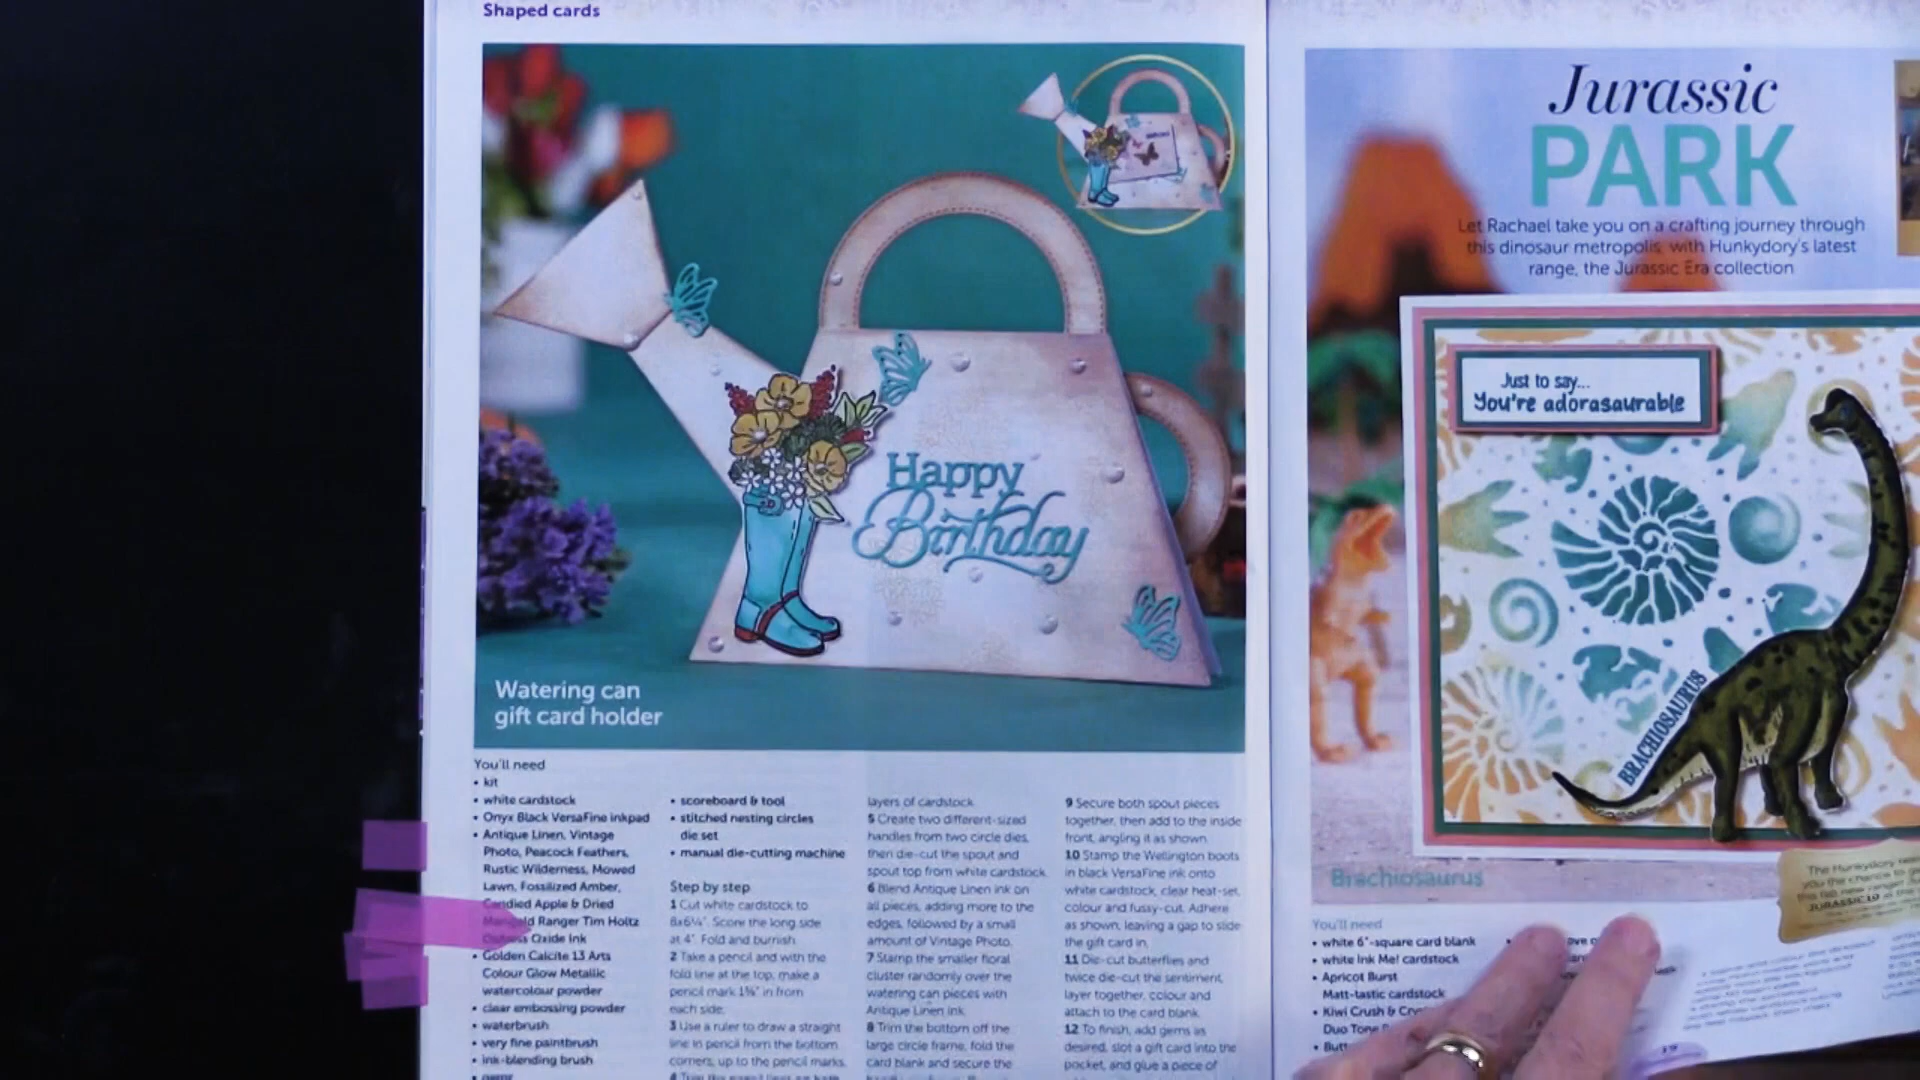 Shaped cards
Happy
Birthday
Watering can
gift card holder
You'll need
• kit
• white cardstock
• Onyx Black VersaFine inkpad
• Antique Linen, Vintage
Photo, Peacock Feathers,
Rustic Wilderness, Mowed
Lawn, Fossilized Amber,
Candied Apple & Dried
Marigold Ranger Tim Holtz
Distress Oxide Ink
• Golden Calcite 13 Arts
Colour Glow Metallic
watercolour powder
• clear embossing powder
• waterbrush
• very fine paintbrush
• ink-blending brush
• gems
• scoreboard & tool
• stitched nesting circles
die set
• manual die-cutting machine
Step by step
1 Cut white cardstock to
8x6¼". Score the long side
at 4". Fold and burnish.
2 Take a pencil and with the
fold line at the top, make a
pencil mark 1⅝" in from
each side.
3 Use a ruler to draw a straight
line in pencil from the bottom
corners, up to the pencil marks.
layers of cardstock.
5 Create two different-sized
handles from two circle dies,
then die-cut the spout and
spout top from white cardstock.
6 Blend Antique Linen ink on
all pieces, adding more to the
edges, followed by a small
amount of Vintage Photo.
7 Stamp the smaller floral
cluster randomly over the
watering can pieces with
Antique Linen ink.
8 Trim the bottom off the
large circle frame, fold the
card blank and secure the
9 Secure both spout pieces
together, then add to the inside
front, angling it as shown.
10 Stamp the Wellington boots
in black VersaFine ink onto
white cardstock, clear heat-set,
colour and fussy-cut. Adhere
as shown, leaving a gap to slide
the gift card in.
11 Die-cut butterflies and
twice die-cut the sentiment,
layer together, colour and
attach to the card blank.
12 To finish, add gems as
desired, slot a gift card into the
pocket, and glue a piece of
Jurassic
PARK
Let Rachael take you on a crafting journey through
this dinosaur metropolis with Hunkydory's latest
range, the Jurassic Era collection
Just to say...
You're adorasaurable
BRACHIOSAURUS
Brachiosaurus
The Hunkydory
JURASSIC10
You'll need
• white 6"-square card blank
• white Ink Me! cardstock
• Apricot Burst
Matt-tastic cardstock
• Kiwi Crush &
Duo Tone
19